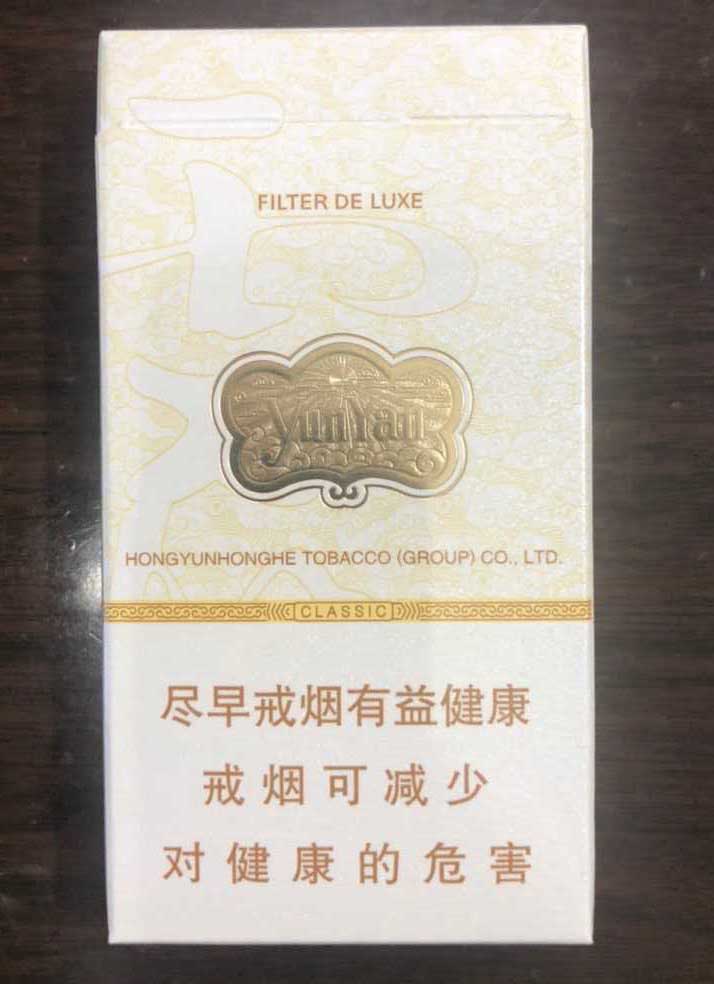 FILTER DE LUXE
YunYan
HONGYUNHONGHE TOBACCO (GROUP) CO., LTD.
CLASSIC
尽早戒烟有益健康
戒烟可减少
对健康的危害